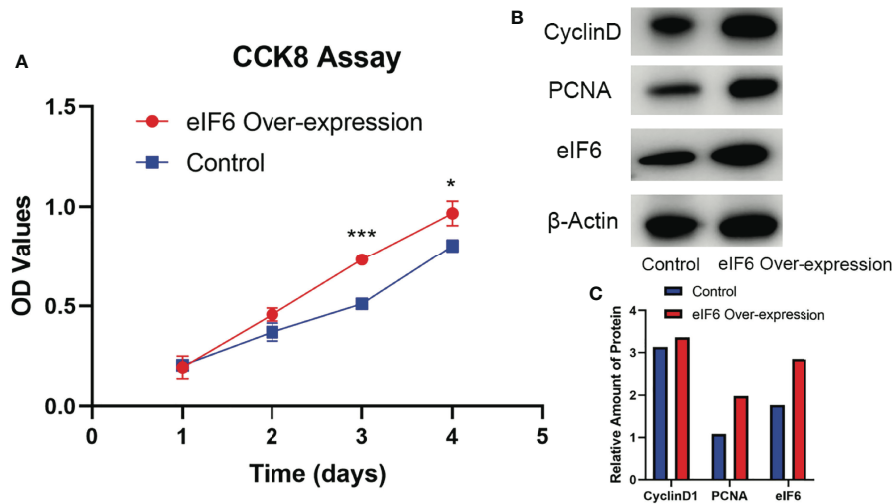 A
CCK8 Assay
eIF6 Over-expression
Control
1.5
1.0
0.5
0.0
OD Values
*
***
0 1 2 3 4 5
Time (days)
B
CyclinD
PCNA
eIF6
β-Actin
Control eIF6 Over-expression
C
Control
eIF6 Over-expression
Relative Amount of Protein
4
3
2
1
0
CyclinD1 PCNA eIF6